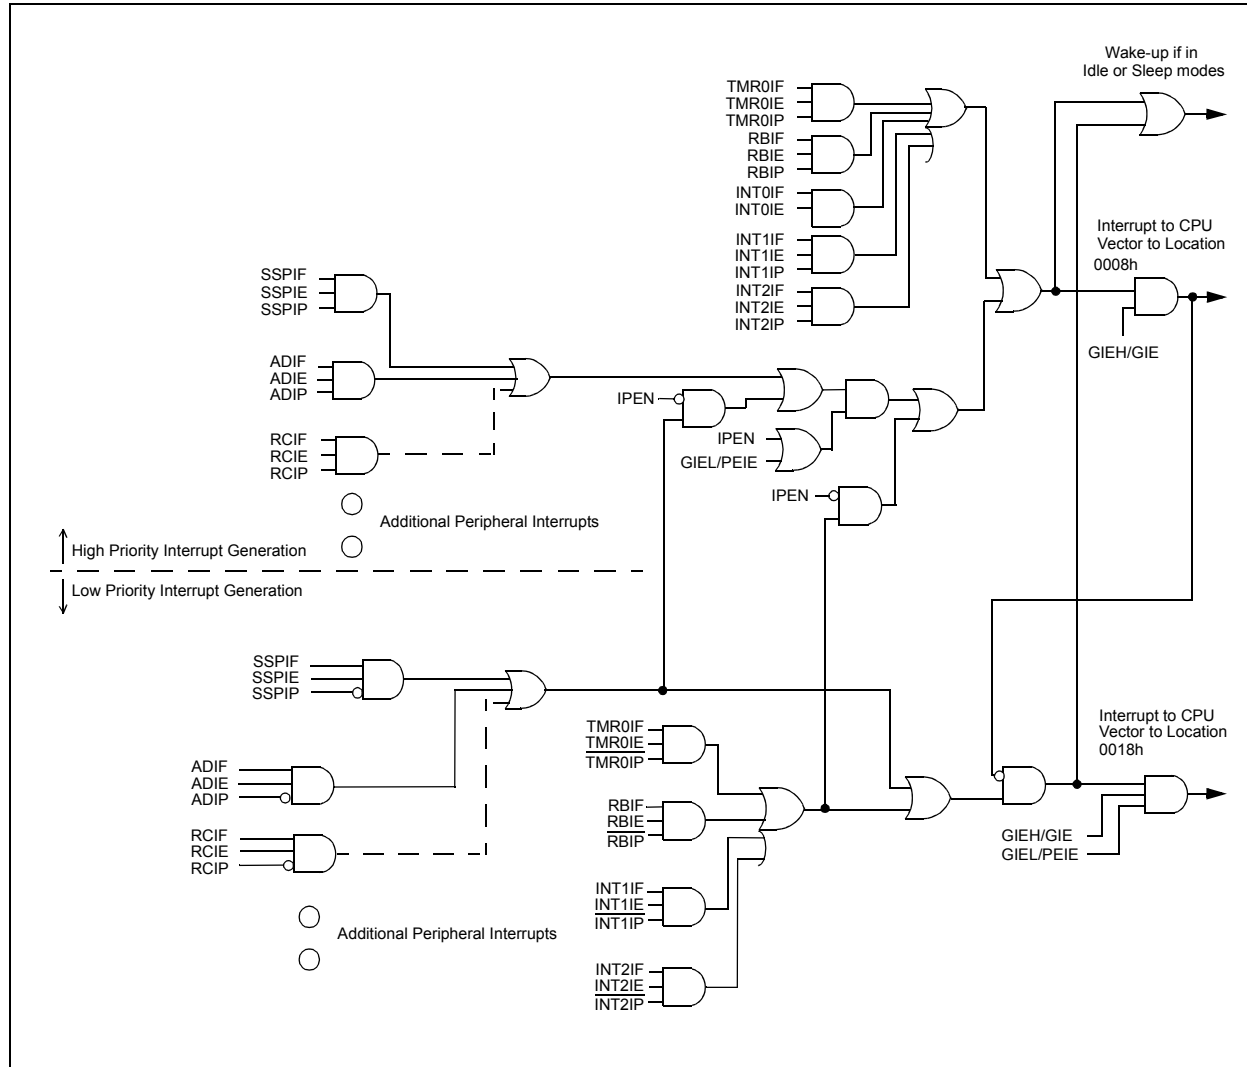 Wake-up if in
Idle or Sleep modes
TMR0IF
TMR0IE
TMR0IP
RBIF
RBIE
RBIP
INT0IF
INT0IE
INT1IF
INT1IE
INT1IP
INT2IF
INT2IE
INT2IP
Interrupt to CPU
Vector to Location
0008h
GIEH/GIE
SSPIF
SSPIE
SSPIP
ADIF
ADIE
ADIP
RCIF
RCIE
RCIP
IPEN
IPEN
GIEL/PEIE
IPEN
Additional Peripheral Interrupts
High Priority Interrupt Generation
Low Priority Interrupt Generation
SSPIF
SSPIE
SSPIP
ADIF
ADIE
ADIP
RCIF
RCIE
RCIP
Additional Peripheral Interrupts
TMR0IF
TMR0IE
TMR0IP
RBIF
RBIE
RBIP
INT1IF
INT1IE
INT1IP
INT2IF
INT2IE
INT2IP
Interrupt to CPU
Vector to Location
0018h
GIEH/GIE
GIEL/PEIE